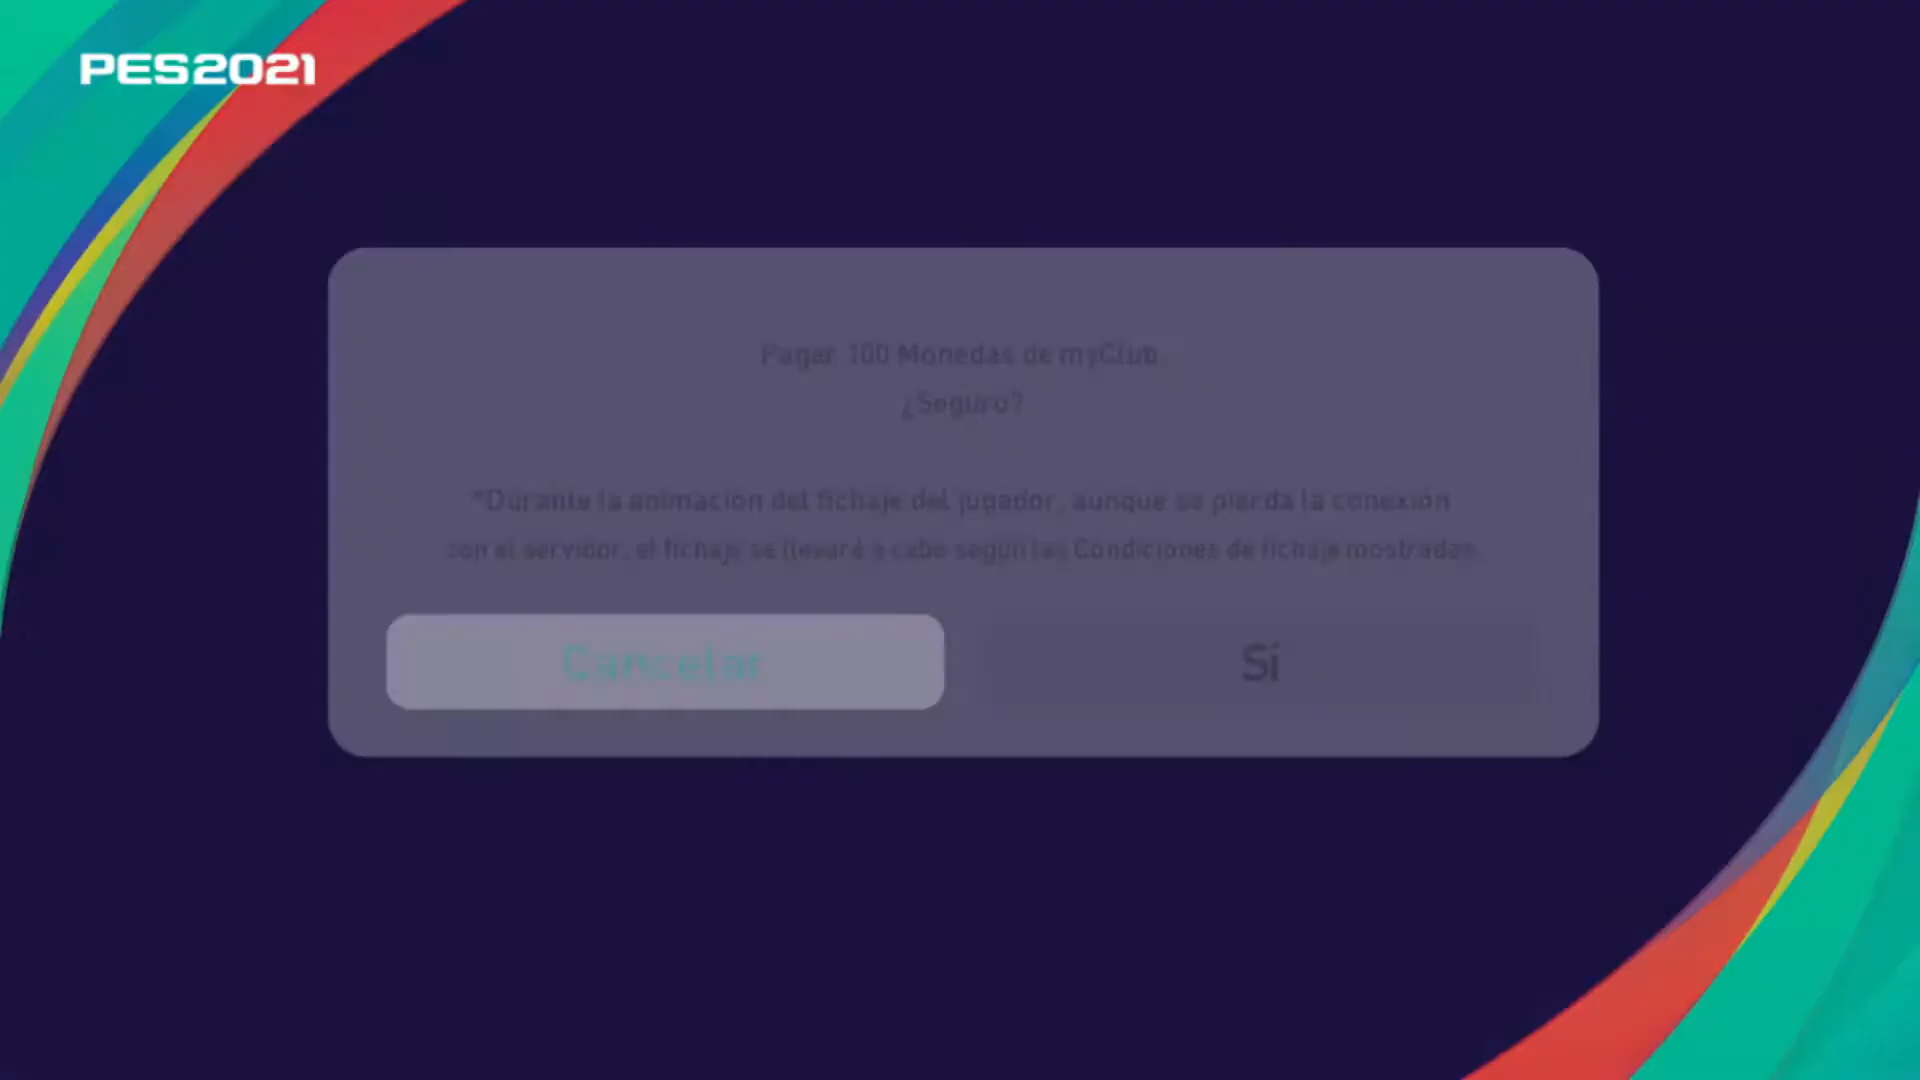 PES2021
Pagar: 100 Monedas de myClub.
¿Seguro?
*Durante la animación del fichaje del jugador, aunque se pierda la conexión
con el servidor, el fichaje se llevará a cabo según las Condiciones de fichaje mostradas.
Cancelar
Sí